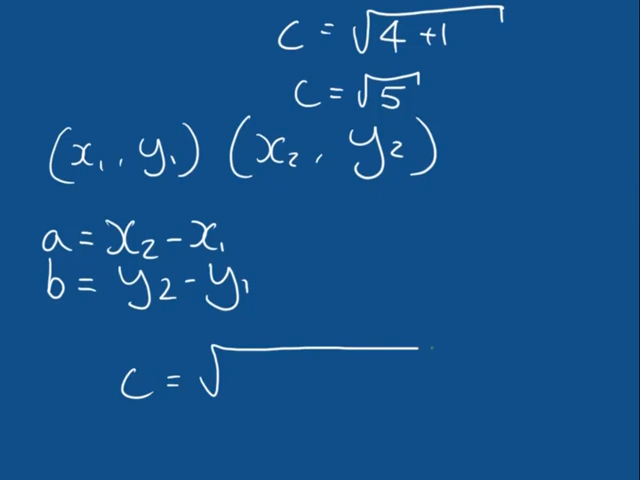 c = √4 + 1
c = √5
(x₁, y₁) (x₂, y₂)
a = x₂ - x₁
b = y₂ - y₁
c = √